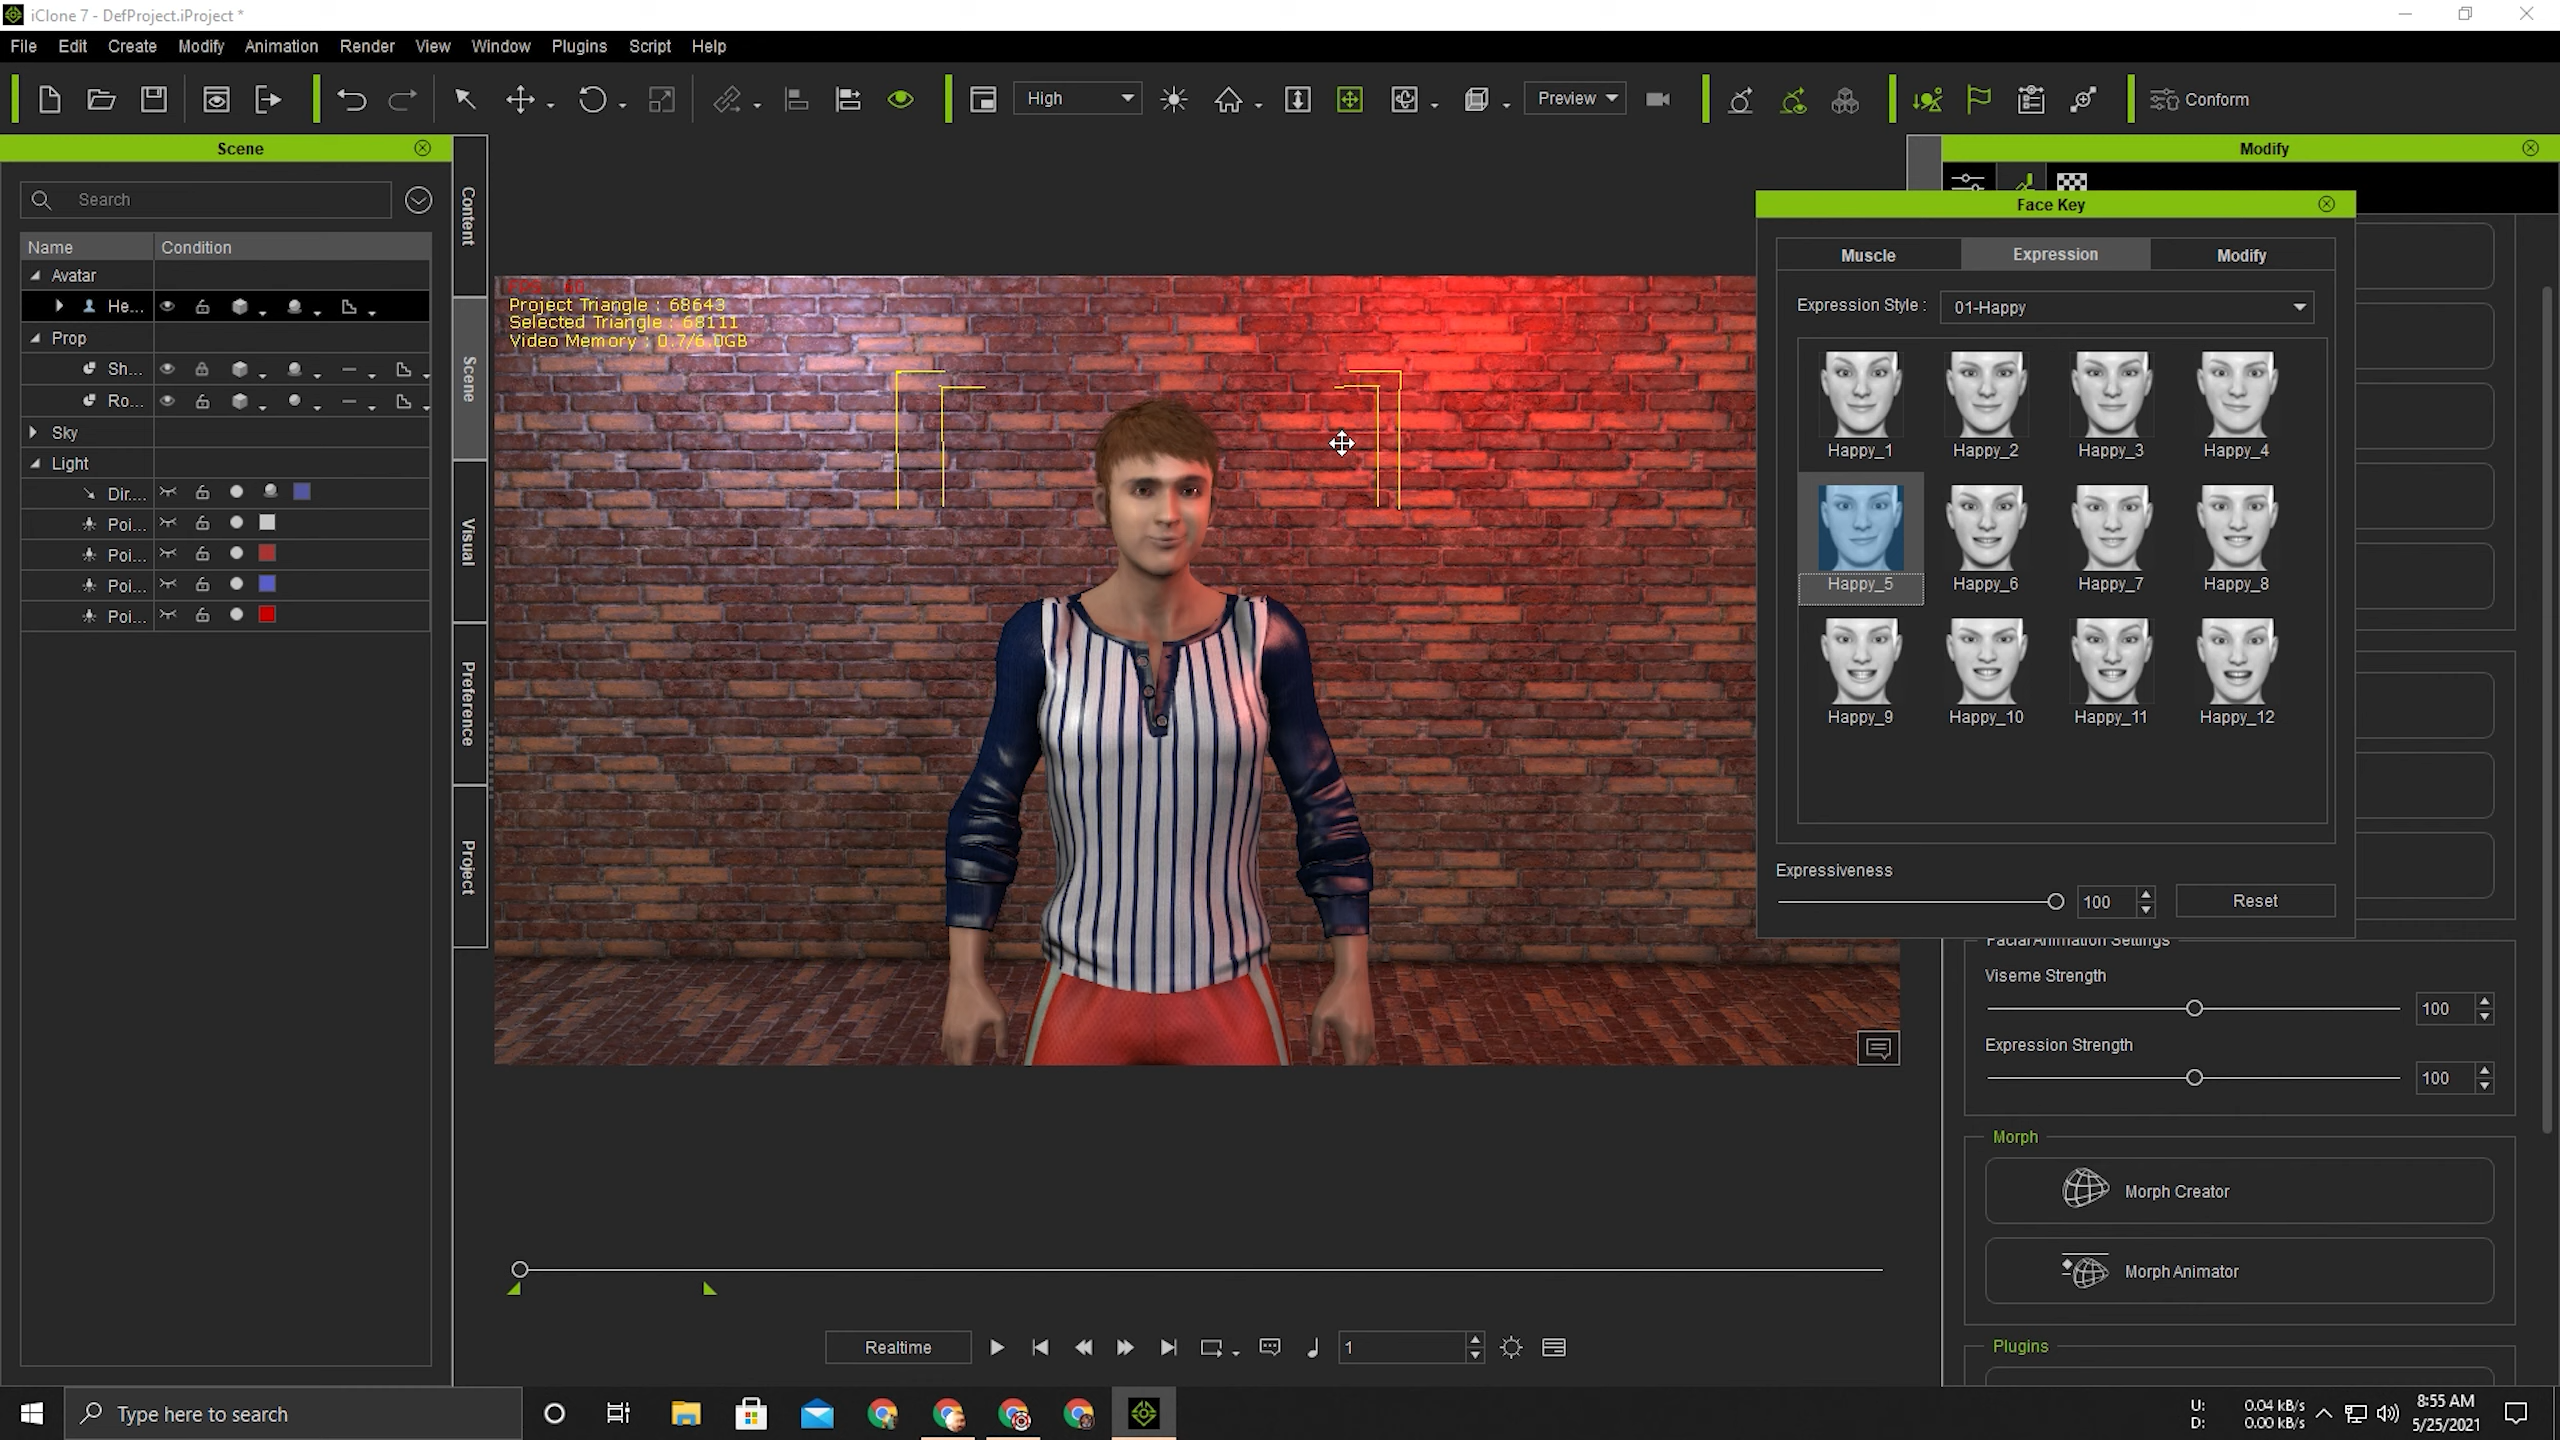 iClone 7 - DefProject.iProject *
File Edit Create Modify Animation Render View Window Plugins Script Help
High
Preview
Conform
Scene
Search
Name Condition
Avatar
He...
Prop
Sh...
Ro...
Sky
Light
Dir....
Poi...
Poi...
Poi...
Poi...
Content
Scene
Visual
Preference
Project
Project Triangle : 68643
Selected Triangle : 68111
Video Memory : 0.7/6.0GB
Modify
Face Key
Muscle Expression Modify
Expression Style : 01-Happy
Happy_1 Happy_2 Happy_3 Happy_4
Happy_5 Happy_6 Happy_7 Happy_8
Happy_9 Happy_10 Happy_11 Happy_12
Expressiveness
100 Reset
Facial Animation Settings
Viseme Strength
100
Expression Strength
100
Morph
Morph Creator
Morph Animator
Plugins
Realtime
1
Type here to search
U: 0.04 kB/s
D: 0.00 kB/s
8:55 AM
5/25/2021